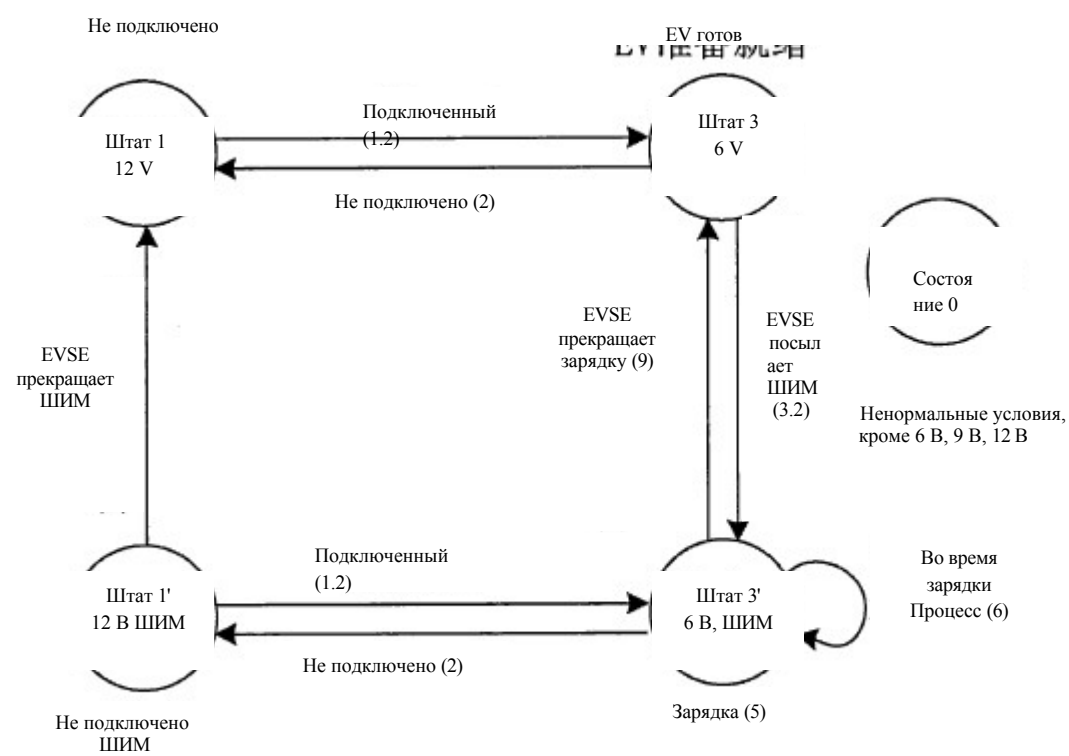 Не подключено
EV готов
Штат 1
12 V
Подключенный
(1.2)
Штат 3
6 V
Не подключено (2)
Состоя
ние 0
EVSE
прекращает
ШИМ
EVSE
прекращает
зарядку (9)
EVSE
посыл
ает
ШИМ
(3.2)
Ненормальные условия,
кроме 6 В, 9 В, 12 В
Штат 1'
12 В ШИМ
Подключенный
(1.2)
Штат 3'
6 В, ШИМ
Во время
зарядки
Процесс (6)
Не подключено (2)
Зарядка (5)
Не подключено
ШИМ